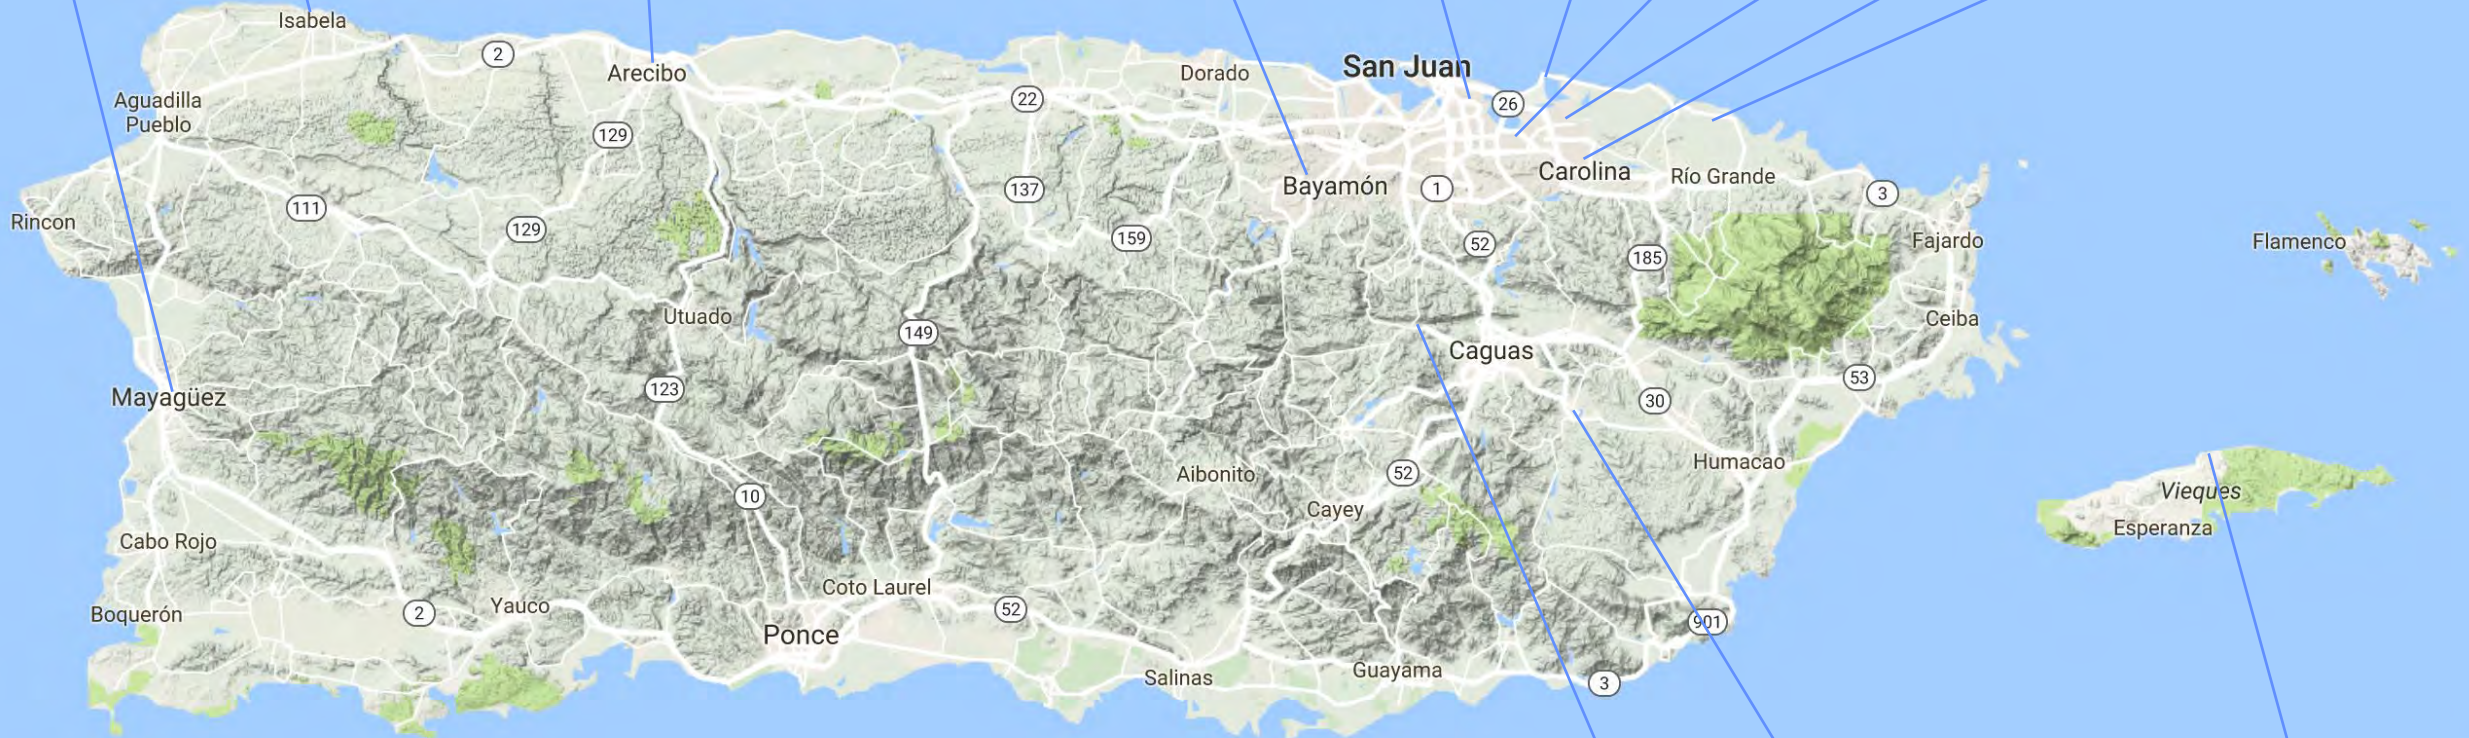 Isabela
2
Arecibo
Dorado
San Juan
Aguadilla
Pueblo
22
26
129
111
Rincon
129
137
159
Bayamón
1
Carolina
Río Grande
3
52
185
Fajardo
Flamenco
Utuado
149
Ceiba
Caguas
Mayagüez
123
53
30
10
Aibonito
52
Cayey
Humacao
Vieques
Esperanza
Cabo Rojo
Coto Laurel
Boquerón
2
Yauco
52
Ponce
901
Salinas
Guayama
3